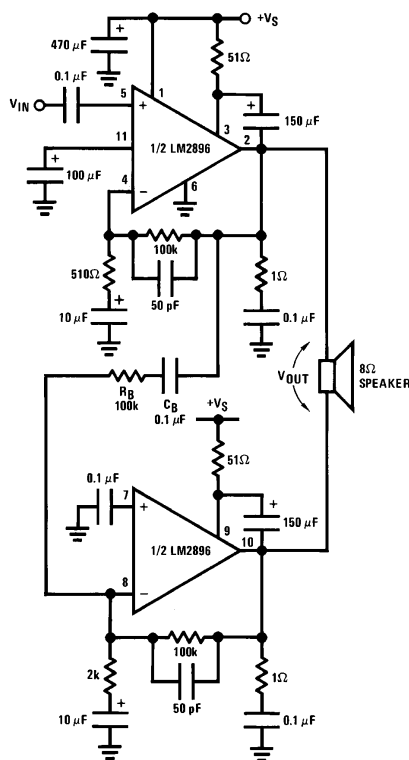 +VS
470 µF
+
51Ω
0.1 µF
VIN
5
+
1
3
+
150 µF
1/2 LM2896
2
11
+
100 µF
4
−
6
100k
510Ω
50 pF
1Ω
+
10 µF
0.1 µF
VOUT
8Ω
SPEAKER
RB
100k
CB
0.1 µF
+VS
51Ω
0.1 µF
7
+
9
+
150 µF
1/2 LM2896
10
8
−
100k
2k
50 pF
1Ω
+
10 µF
0.1 µF